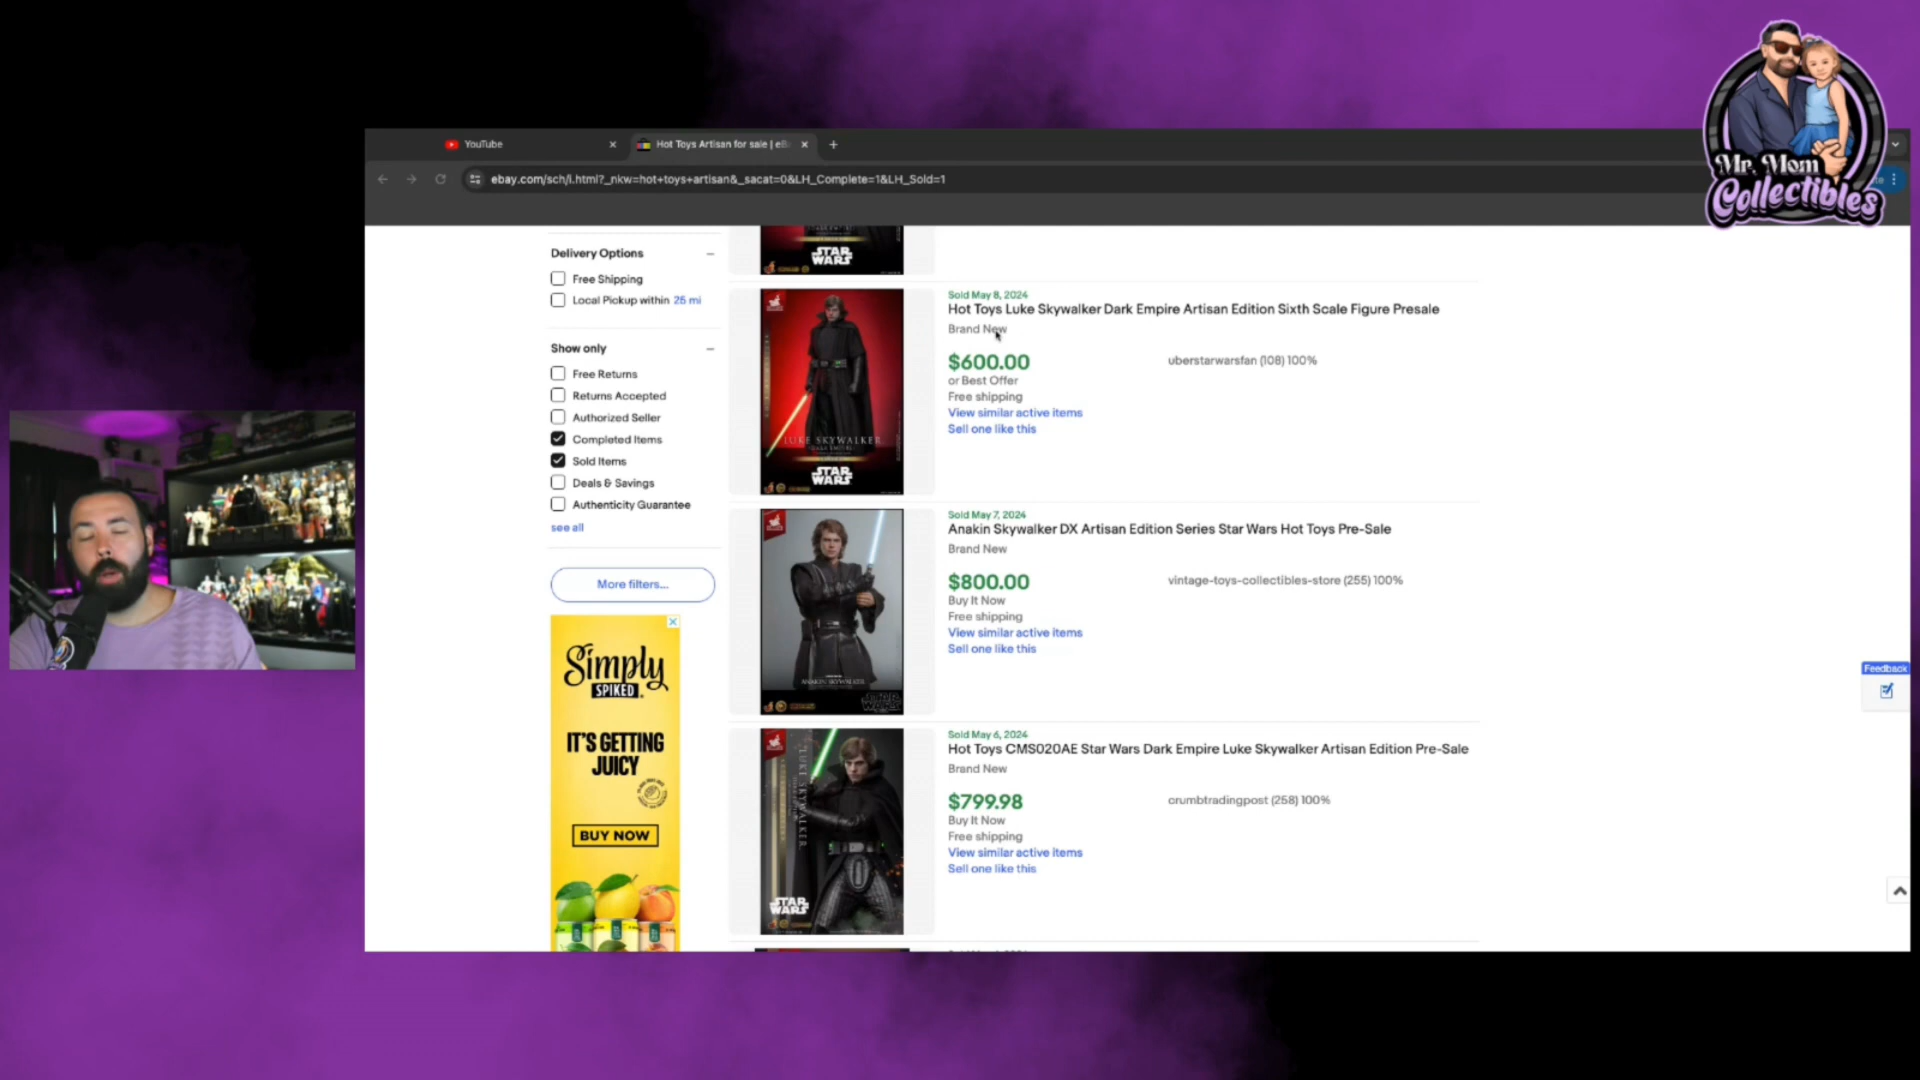 Mr. Mom
Collectibles
YouTube
Hot Toys Artisan for sale | eB
ebay.com/sch/i.html?_nkw=hot+toys+artisan&_sacat=0&LH_Complete=1&LH_Sold=1
Delivery Options
Free Shipping
Local Pickup within 25 mi
Show only
Free Returns
Returns Accepted
Authorized Seller
Completed Items
Sold Items
Deals & Savings
Authenticity Guarantee
see all
More filters...
Simply
SPIKED
IT'S GETTING
JUICY
BUY NOW
STAR
WARS
Sold May 8, 2024
Hot Toys Luke Skywalker Dark Empire Artisan Edition Sixth Scale Figure Presale
Brand New
$600.00
uberstarwarsfan (108) 100%
or Best Offer
Free shipping
View similar active items
Sell one like this
LUKE SKYWALKER
STAR
WARS
Sold May 7, 2024
Anakin Skywalker DX Artisan Edition Series Star Wars Hot Toys Pre-Sale
Brand New
$800.00
vintage-toys-collectibles-store (255) 100%
Buy It Now
Free shipping
View similar active items
Sell one like this
ANAKIN SKYWALKER
STAR
WARS
Sold May 6, 2024
Hot Toys CMS020AE Star Wars Dark Empire Luke Skywalker Artisan Edition Pre-Sale
Brand New
$799.98
crumbtradingpost (258) 100%
Buy It Now
Free shipping
View similar active items
Sell one like this
LUKE SKYWALKER
STAR
WARS
Feedback